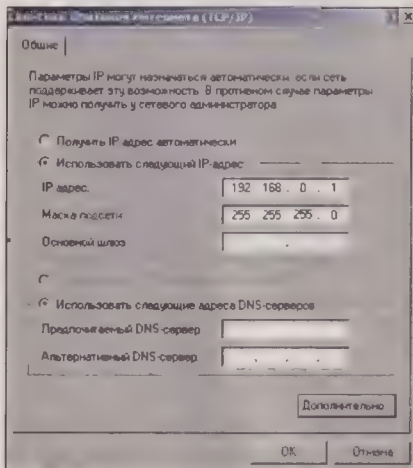 Общие
Параметры IP могут назначаться автоматически, если сеть
поддерживает эту возможность. В противном случае параметры
IP можно получить у сетевого администратора.
Получить IP-адрес автоматически
Использовать следующий IP-адрес:
IP адрес: 192 168 . 0 . 1
Маска подсети: 255 255 255 . 0
Основной шлюз:
Использовать следующие адреса DNS-серверов
Предпочитаемый DNS-сервер
Альтернативный DNS-сервер
Дополнительно
ОК
Отмена